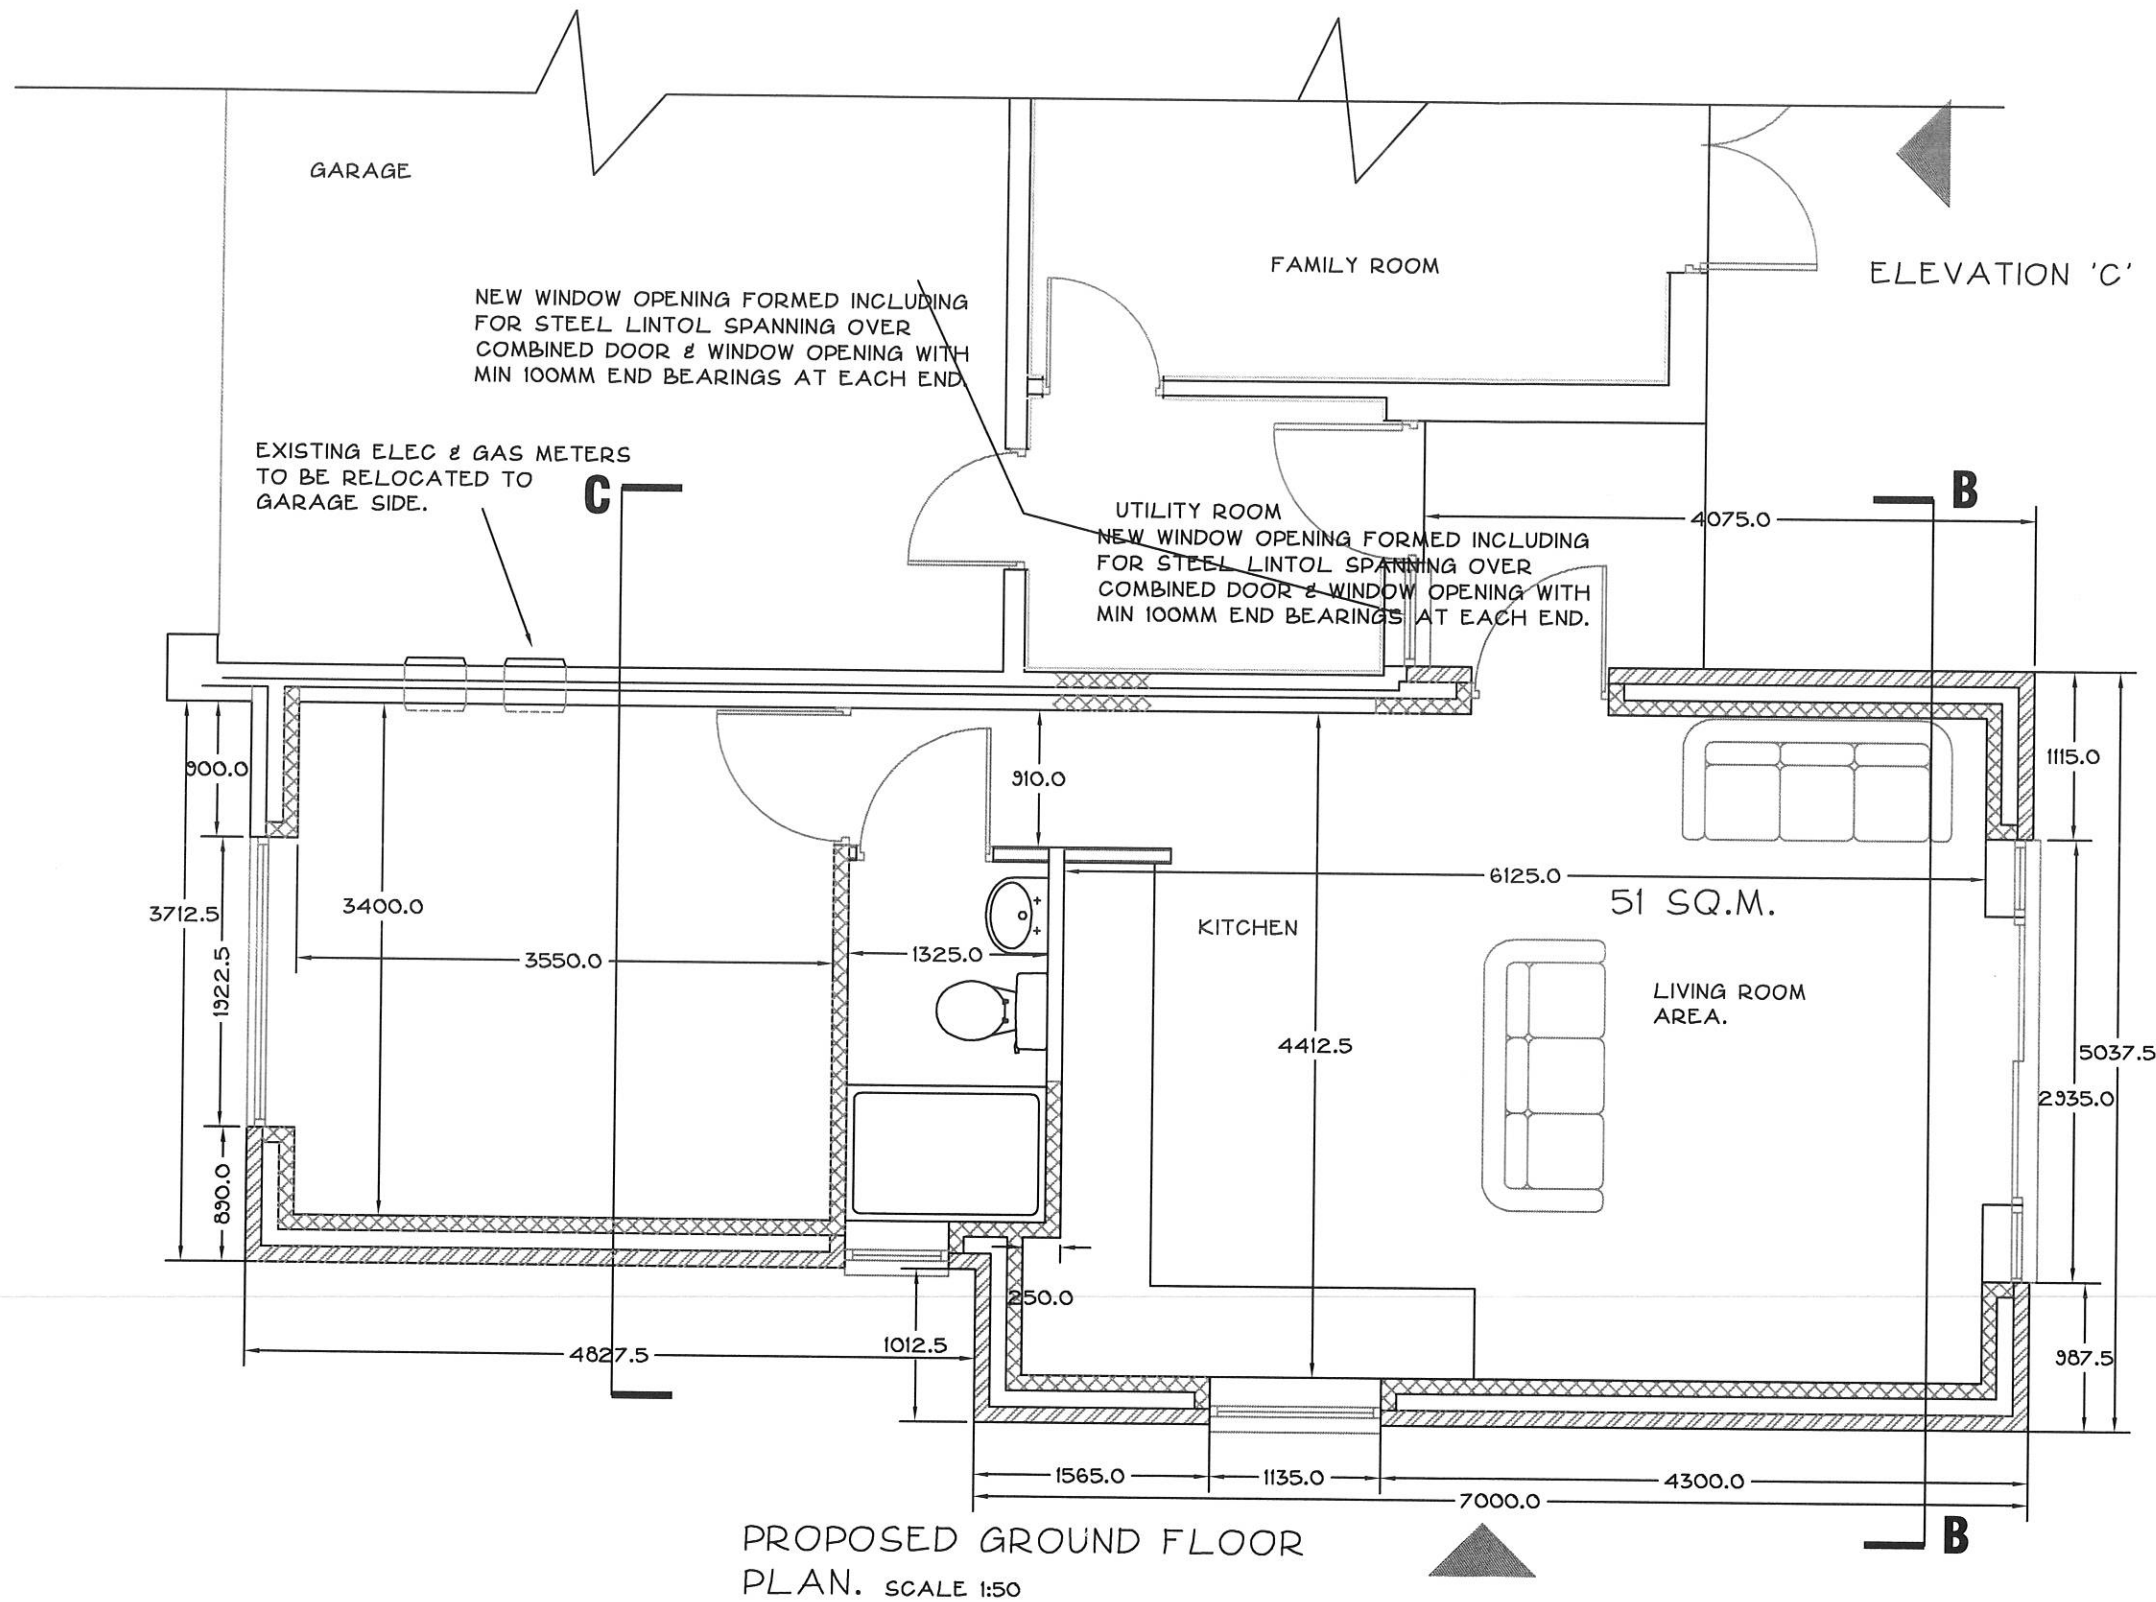 GARAGE
FAMILY ROOM
ELEVATION 'C'
NEW WINDOW OPENING FORMED INCLUDING
FOR STEEL LINTOL SPANNING OVER
COMBINED DOOR & WINDOW OPENING WITH
MIN 100MM END BEARINGS AT EACH END.
EXISTING ELEC & GAS METERS
TO BE RELOCATED TO
GARAGE SIDE.
C
B
UTILITY ROOM
4075.0
NEW WINDOW OPENING FORMED INCLUDING
FOR STEEL LINTOL SPANNING OVER
COMBINED DOOR & WINDOW OPENING WITH
MIN 100MM END BEARINGS AT EACH END.
900.0
910.0
1115.0
6125.0
51 SQ.M.
3712.5
3400.0
KITCHEN
1922.5
3550.0
1325.0
LIVING ROOM
AREA.
4412.5
5037.5
2935.0
890.0
250.0
4827.5
1012.5
987.5
1565.0
1135.0
4300.0
7000.0
PROPOSED GROUND FLOOR
PLAN. SCALE 1:50
B